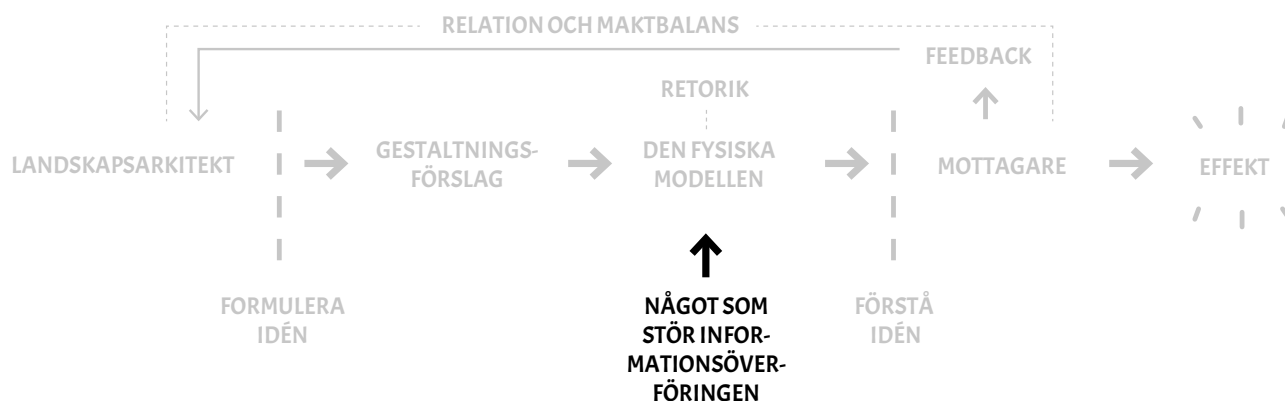 RELATION OCH MAKTBALANS
FEEDBACK
RETORIK
LANDSKAPSARKITEKT
GESTALTNINGS-
FÖRSLAG
DEN FYSISKA
MODELLEN
MOTTAGARE
EFFEKT
FORMULERA
IDÉN
NÅGOT SOM
STÖR INFOR-
MATIONSÖVER-
FÖRINGEN
FÖRSTÅ
IDÉN